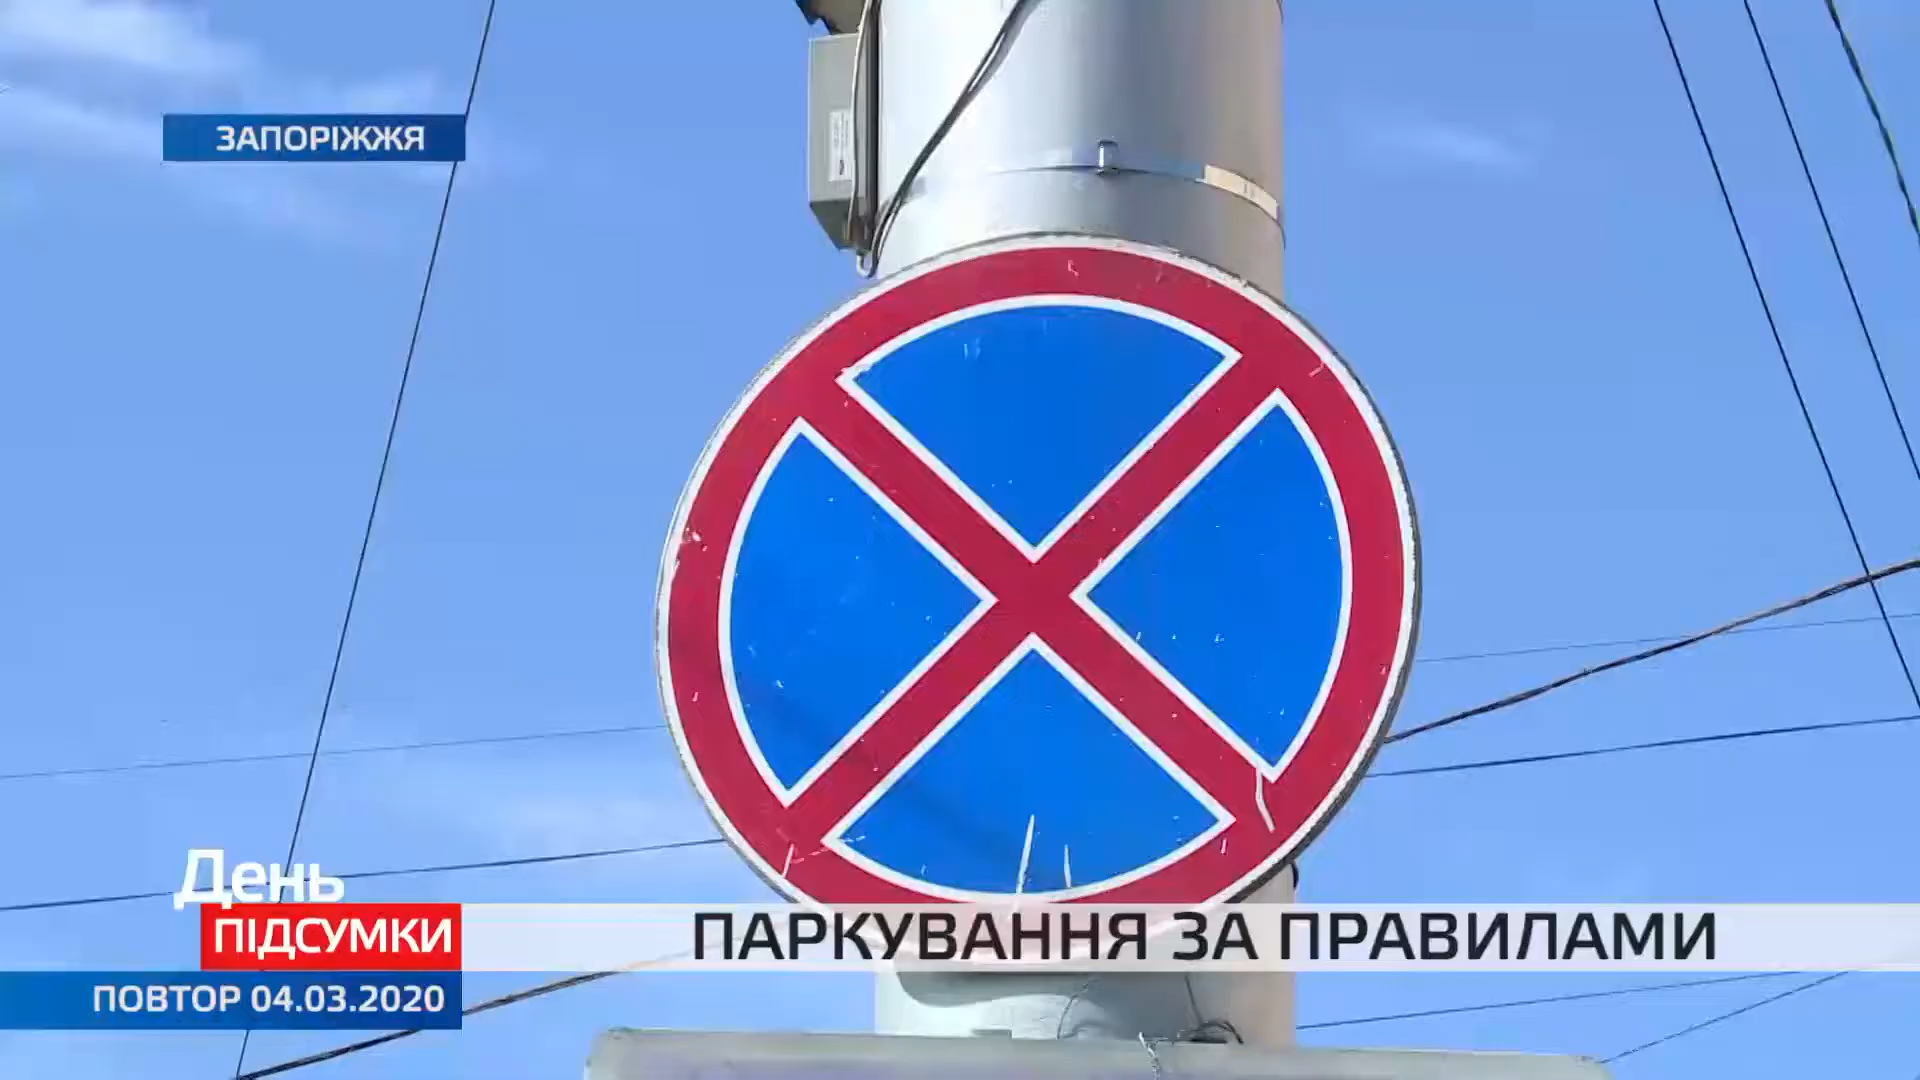 ЗАПОРІЖЖЯ
День
ПІДСУМКИ
ПАРКУВАННЯ ЗА ПРАВИЛАМИ
ПОВТОР 04.03.2020